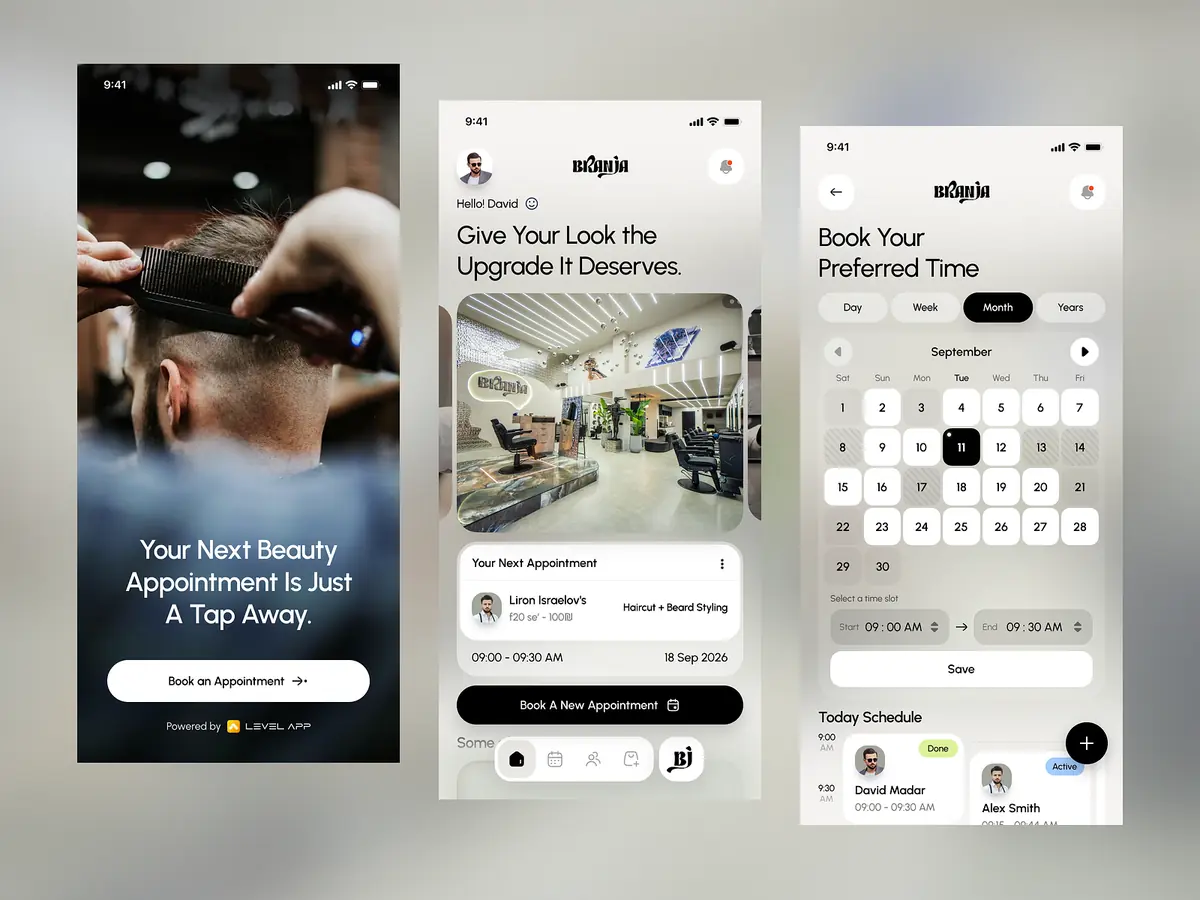 9:41
Your Next Beauty
Appointment Is Just
A Tap Away.
Book an Appointment
Powered by LEVEL APP
9:41
BRANJA
Hello! David
Give Your Look the
Upgrade It Deserves.
BRANJA
Your Next Appointment
Liron Israelov's
Haircut + Beard Styling
f20 se' - 100₪
09:00 - 09:30 AM
18 Sep 2026
Book A New Appointment
Some
BJ
9:41
BRANJA
Book Your
Preferred Time
Day Week Month Years
September
Sat Sun Mon Tue Wed Thu Fri
1 2 3 4 5 6 7
8 9 10 11 12 13 14
15 16 17 18 19 20 21
22 23 24 25 26 27 28
29 30
Select a time slot
Start 09 : 00 AM → End 09 : 30 AM
Save
Today Schedule
9:00
AM
Done
David Madar
09:00 - 09:30 AM
9:30
AM
Active
Alex Smith
09:15 - 09:44 AM